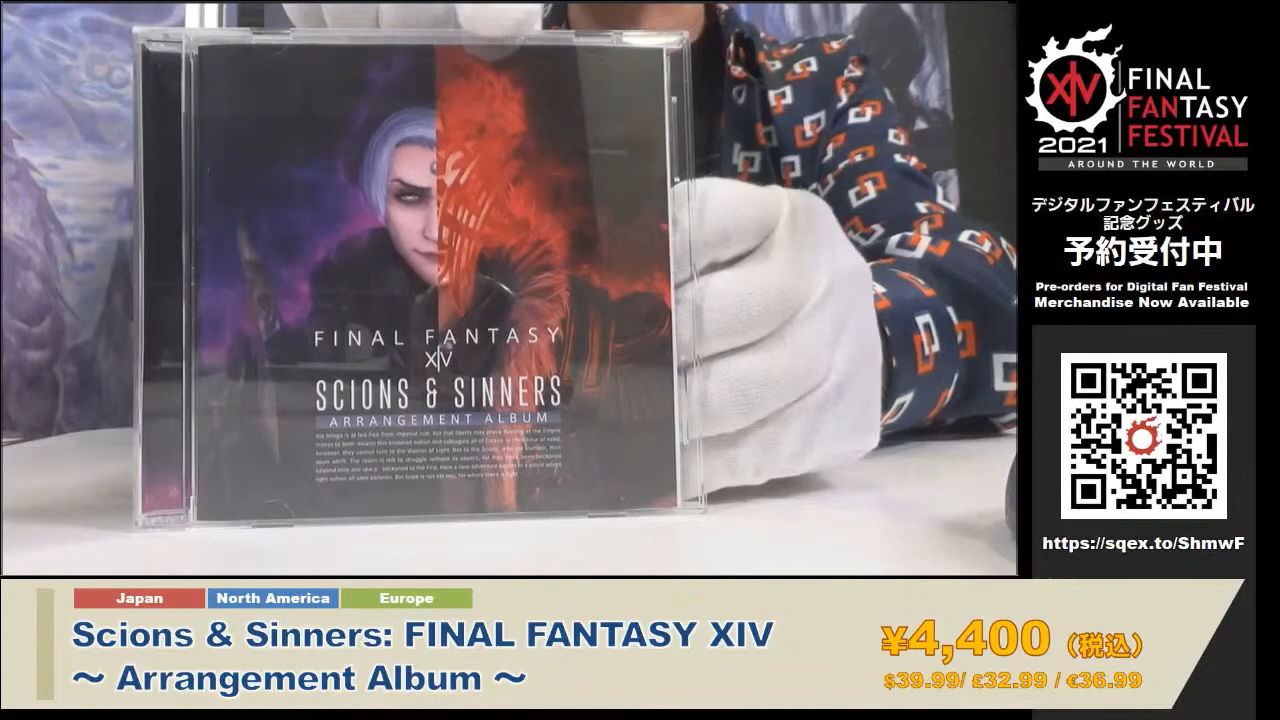 FINAL FANTASY
XIV
SCIONS & SINNERS
ARRANGEMENT ALBUM
XIV
2021
FINAL
FANTASY
FESTIVAL
AROUND THE WORLD
デジタルファンフェスティバル
記念グッズ
予約受付中
Pre-orders for Digital Fan Festival
Merchandise Now Available
https://sqex.to/ShmwF
Japan
North America
Europe
Scions & Sinners: FINAL FANTASY XIV
～ Arrangement Album ～
¥4,400（税込）
$39.99/ £32.99 / €36.99